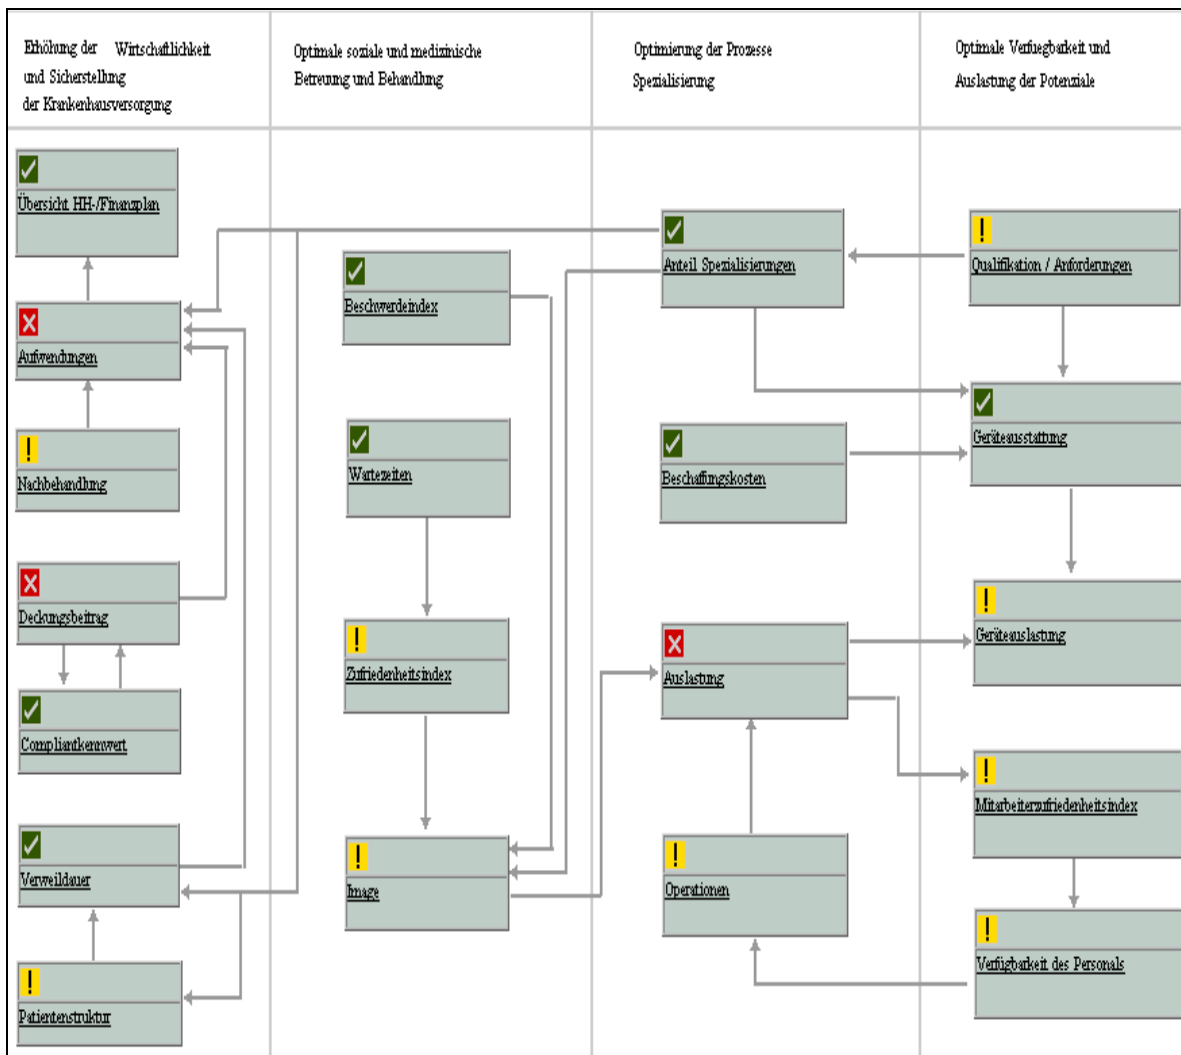 Erhöhung der Wirtschaftlichkeit
und Sicherstellung
der Krankenhausversorgung
Optimale soziale und medizinische
Betreuung und Behandlung
Optimierung der Prozesse
Spezialisierung
Optimale Verfuegbarkeit und
Auslastung der Potenziale
Übersicht HH-/Finanzplan
Aufwendungen
Nachbehandlung
Deckungsbeitrag
Compliantkennwert
Verweildauer
Patientenstruktur
Beschwerdeindex
Wartezeiten
Zufriedenheitsindex
Image
Anteil Spezialisierungen
Beschaffungskosten
Auslastung
Operationen
Qualifikation / Anforderungen
Geräteausstattung
Geräteauslastung
Mitarbeiterzufriedenheitsindex
Verfügbarkeit des Personals